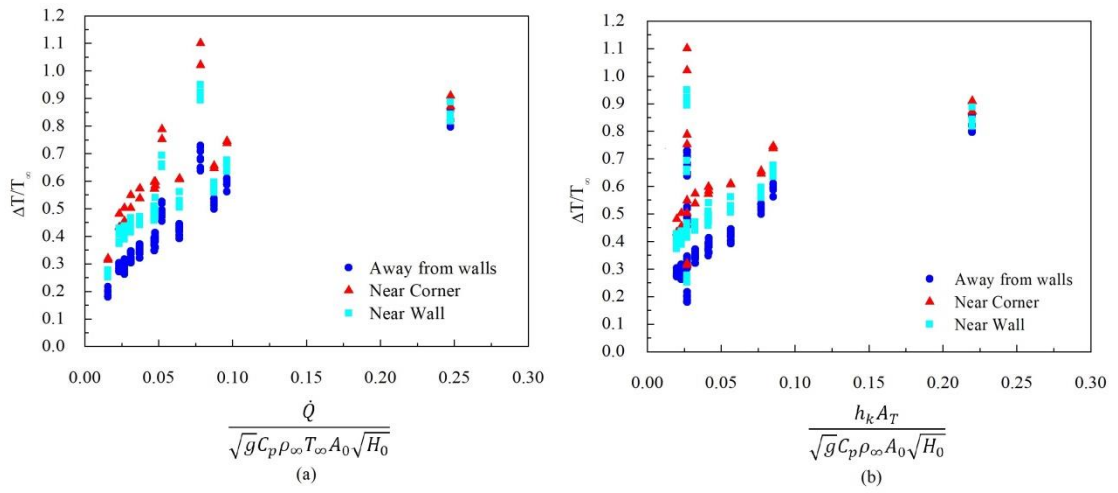 1.2
1.1
1.0
0.9
0.8
0.7
0.6
0.5
0.4
0.3
0.2
0.1
0.0
ΔT/T∞
0.00 0.05 0.10 0.15 0.20 0.25 0.30
Away from walls
Near Corner
Near Wall
Q̇
√g C_p ρ∞ T∞ A₀ √H₀
(a)
1.2
1.1
1.0
0.9
0.8
0.7
0.6
0.5
0.4
0.3
0.2
0.1
0.0
ΔT/T∞
0.00 0.05 0.10 0.15 0.20 0.25 0.30
Away from walls
Near Corner
Near Wall
h_k A_T
√g C_p ρ∞ A₀ √H₀
(b)